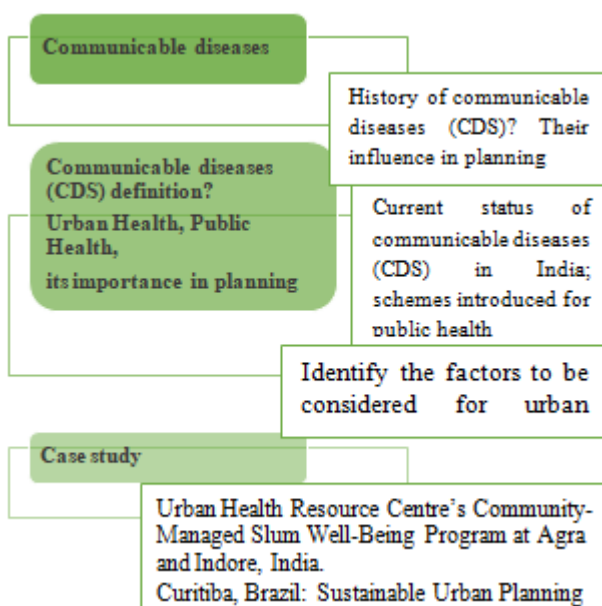 Communicable diseases
History of communicable
diseases (CDS)? Their
influence in planning
Communicable diseases
(CDS) definition?
Urban Health, Public
Health,
its importance in planning
Current status of
communicable diseases
(CDS) in India;
schemes introduced for
public health
Identify the factors to be
considered for urban
Case study
Urban Health Resource Centre's Community-
Managed Slum Well-Being Program at Agra
and Indore, India.
Curitiba, Brazil: Sustainable Urban Planning